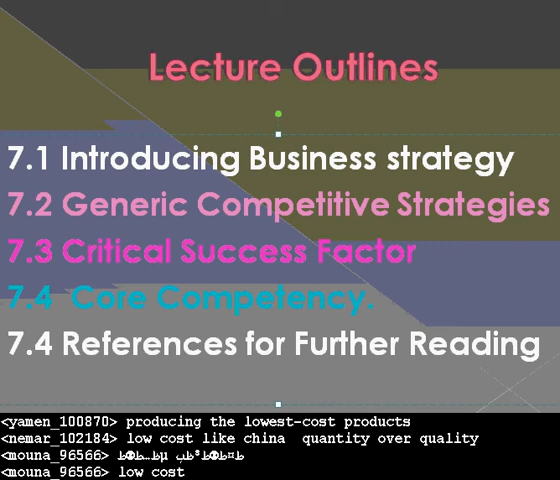 Lecture Outlines
7.1 Introducing Business strategy
7.2 Generic Competitive Strategies
7.3 Critical Success Factor
7.4 Core Competency.
7.4 References for Further Reading
<yamen_100870> producing the lowest-cost products
<nemar_102184> low cost like china quantity over quality
<mouna_96566>
<mouna_96566> low cost